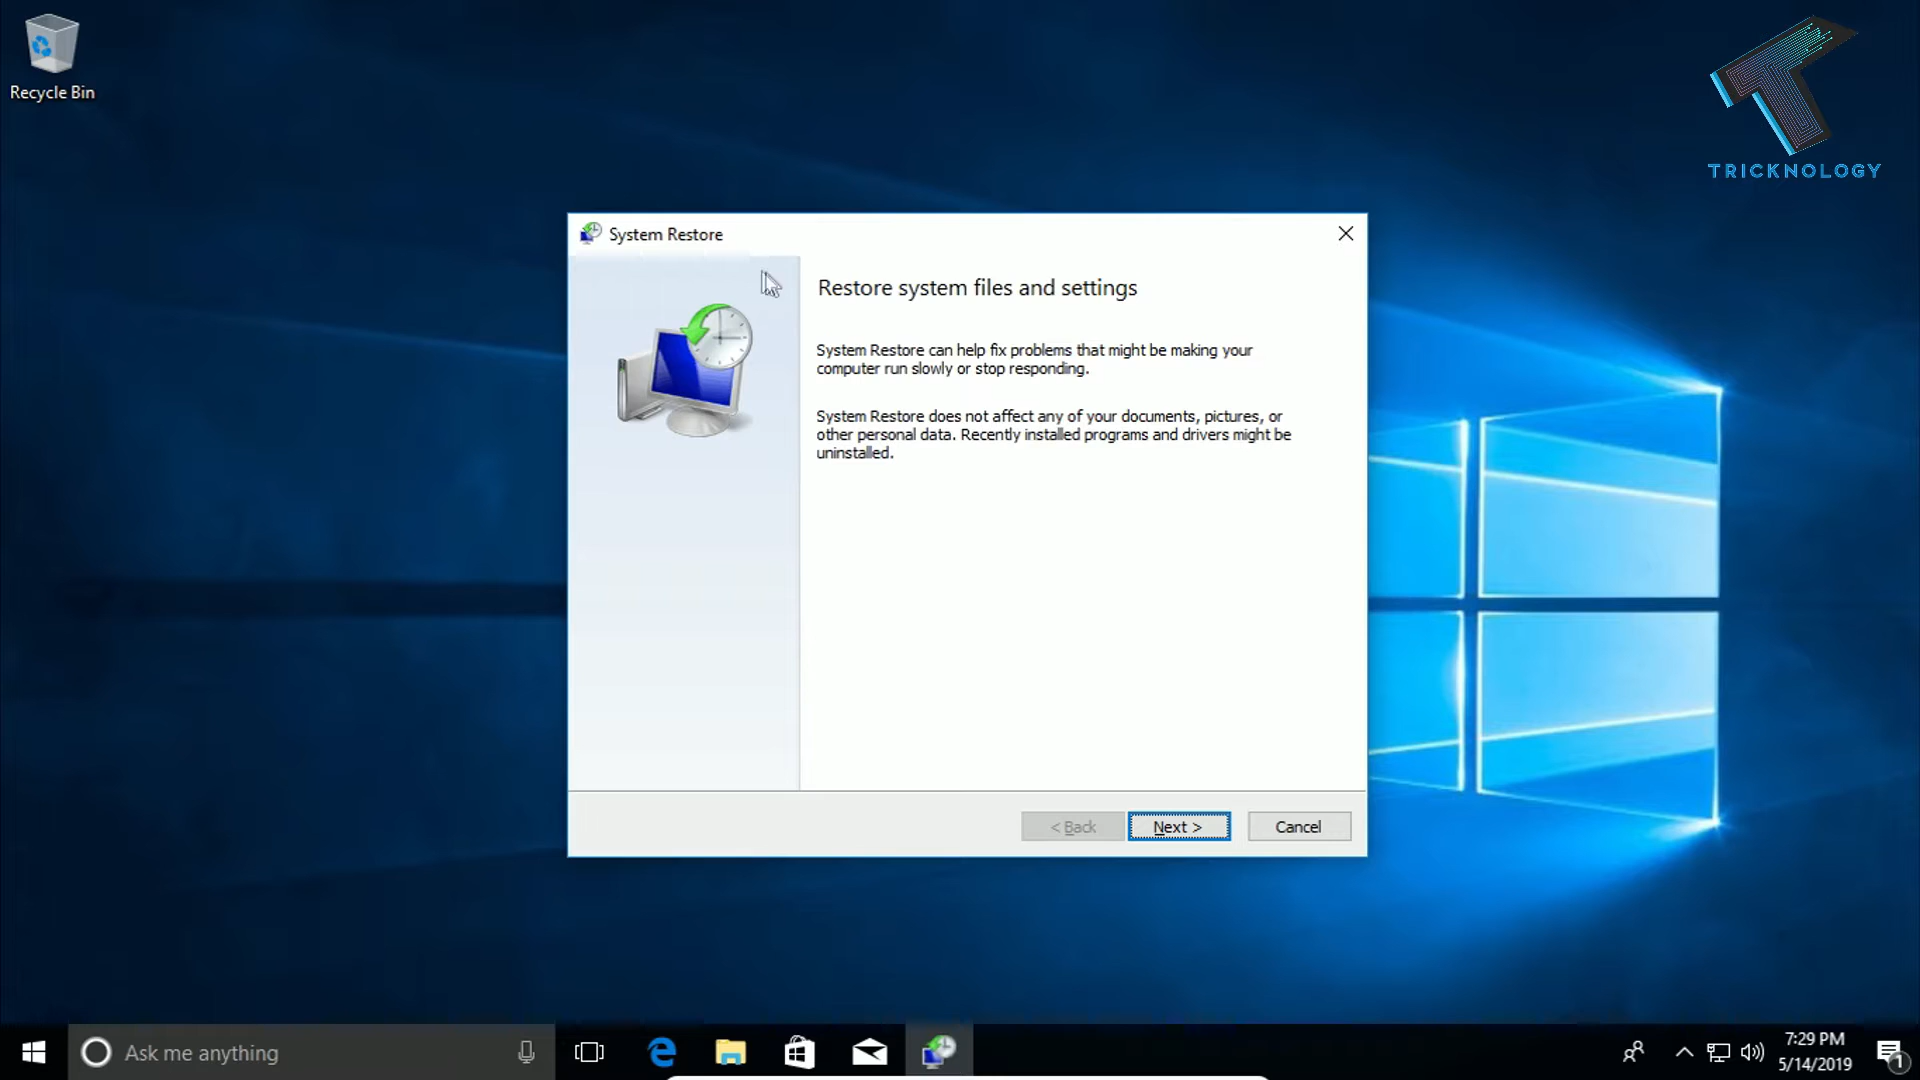 Recycle Bin
TRICKNOLOGY
System Restore
Restore system files and settings
System Restore can help fix problems that might be making your
computer run slowly or stop responding.
System Restore does not affect any of your documents, pictures, or
other personal data. Recently installed programs and drivers might be
uninstalled.
< Back
Next >
Cancel
Ask me anything
7:29 PM
5/14/2019
1